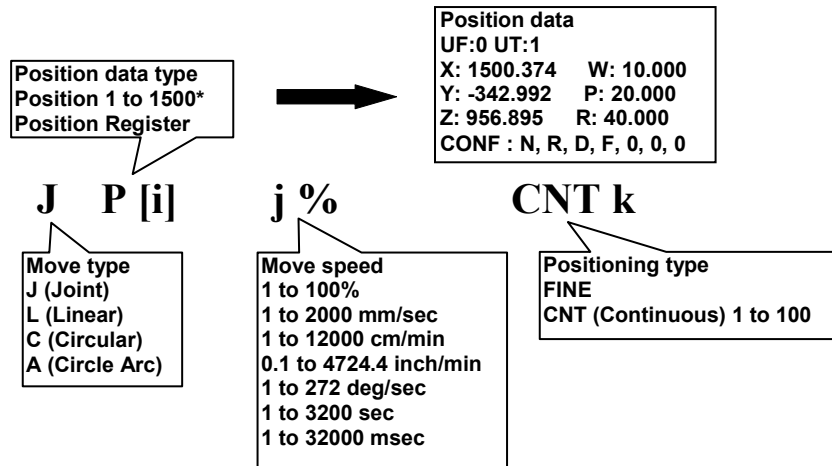 Position data
UF:0 UT:1
X: 1500.374 W: 10.000
Y: -342.992 P: 20.000
Z: 956.895 R: 40.000
CONF : N, R, D, F, 0, 0, 0
Position data type
Position 1 to 1500*
Position Register
J P [i] j % CNT k
Move type
J (Joint)
L (Linear)
C (Circular)
A (Circle Arc)
Move speed
1 to 100%
1 to 2000 mm/sec
1 to 12000 cm/min
0.1 to 4724.4 inch/min
1 to 272 deg/sec
1 to 3200 sec
1 to 32000 msec
Positioning type
FINE
CNT (Continuous) 1 to 100